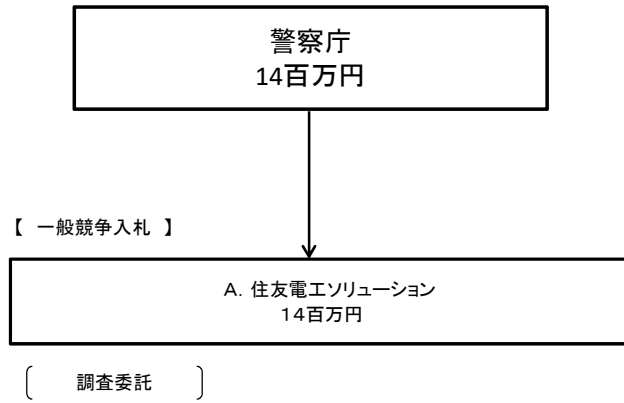 警察庁
14百万円
【 一般競争入札 】
A. 住友電工ソリューション
14百万円
〔 調査委託 〕